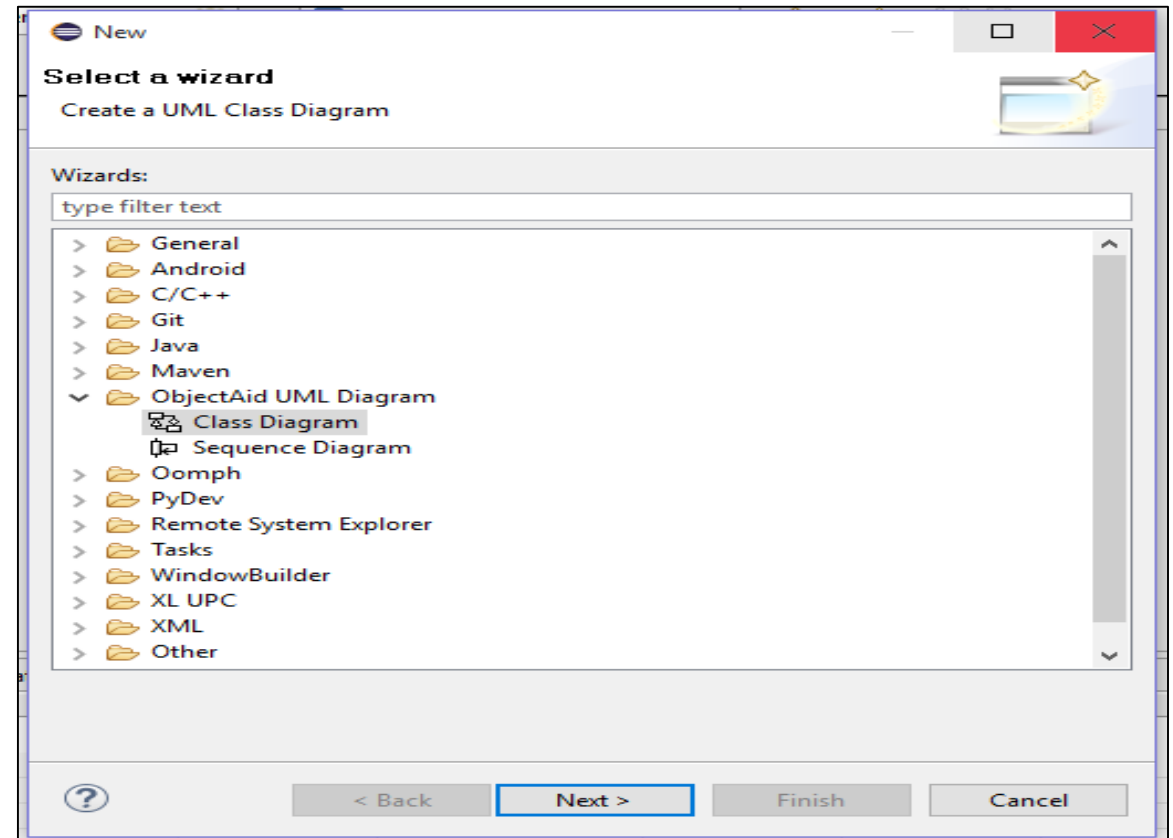 New
Select a wizard
Create a UML Class Diagram
Wizards:
type filter text
General
Android
C/C++
Git
Java
Maven
ObjectAid UML Diagram
Class Diagram
Sequence Diagram
Oomph
PyDev
Remote System Explorer
Tasks
WindowBuilder
XL UPC
XML
Other
? < Back Next > Finish Cancel